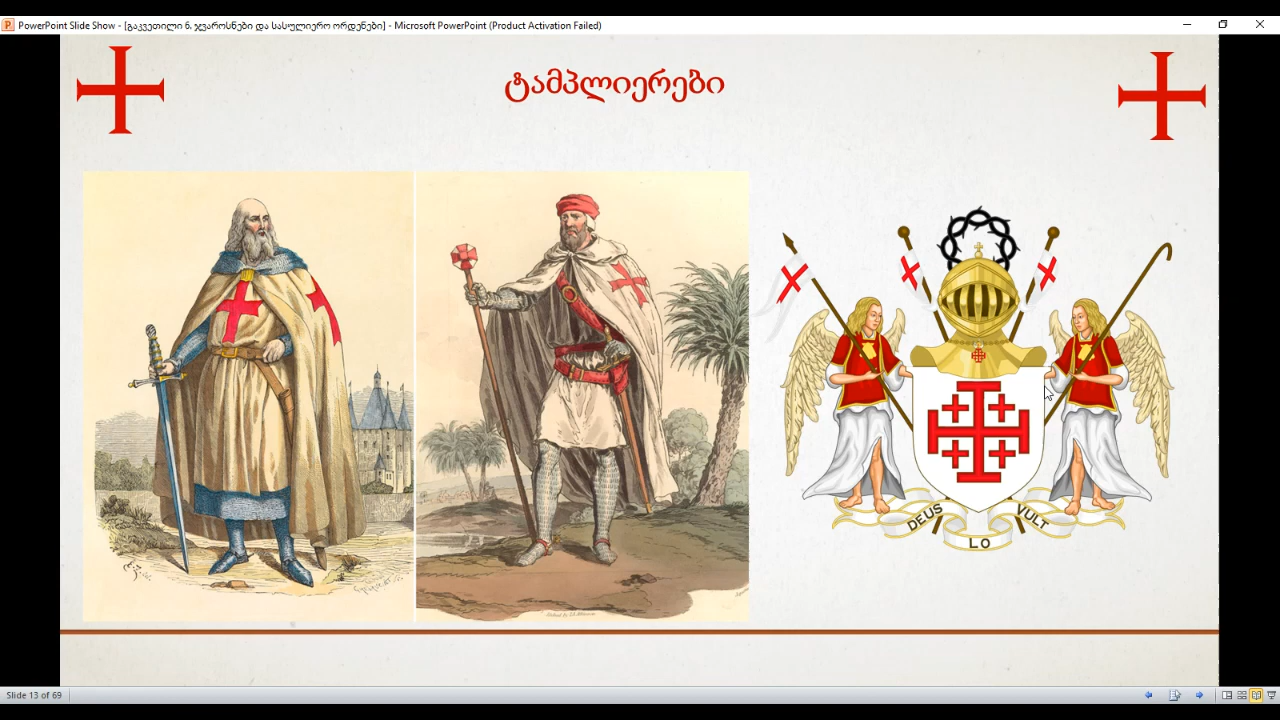 PowerPoint Slide Show - [გაკვეთილი 6. ჯვაროსნები და სასულიერო ორდენები] - Microsoft PowerPoint (Product Activation Failed)
ტამპლიერები
DEUS LO VULT
Slide 13 of 69